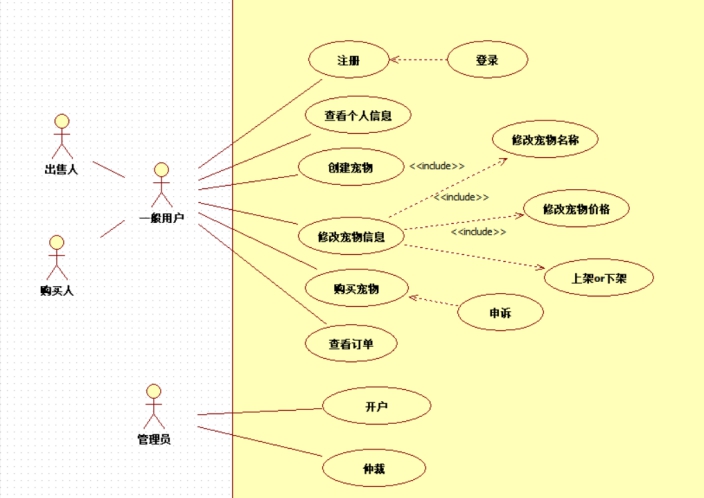 注册
登录
查看个人信息
修改宠物名称
出售人
创建宠物
<<include>>
一般用户
<<include>>
修改宠物价格
修改宠物信息
<<include>>
上架or下架
购买人
购买宠物
申诉
查看订单
开户
管理员
仲裁